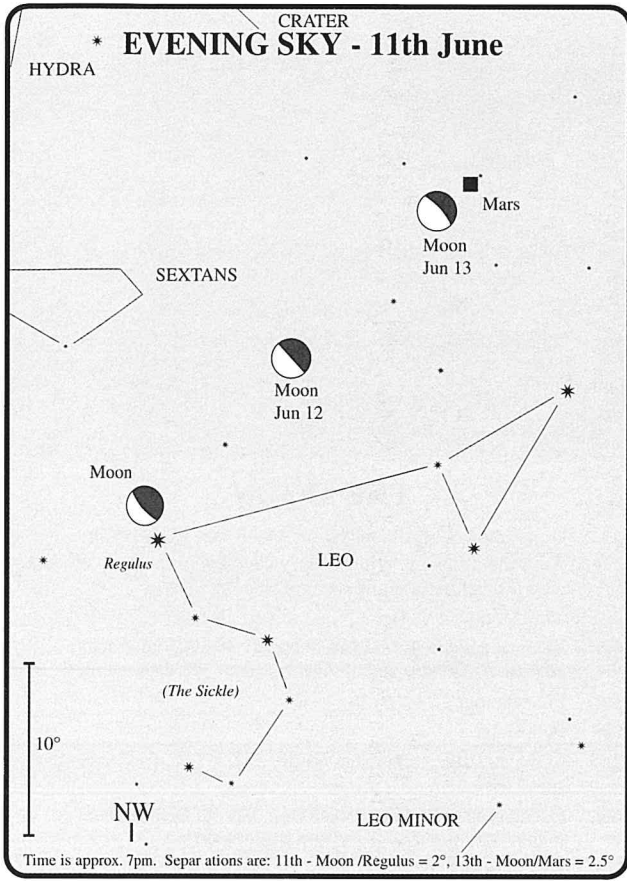 CRATER
EVENING SKY - 11th June
HYDRA
Mars
Moon
Jun 13
SEXTANS
Moon
Jun 12
Moon
Regulus
LEO
(The Sickle)
10°
NW
LEO MINOR
Time is approx. 7pm. Separ ations are: 11th - Moon /Regulus = 2°, 13th - Moon/Mars = 2.5°